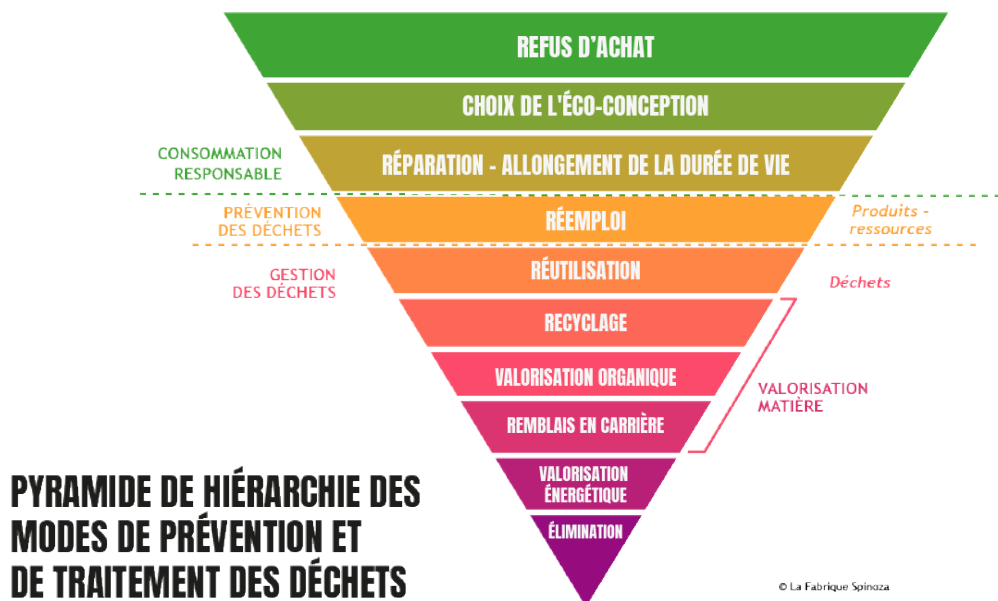 REFUS D'ACHAT
CHOIX DE L'ÉCO-CONCEPTION
CONSOMMATION
RESPONSABLE
RÉPARATION - ALLONGEMENT DE LA DURÉE DE VIE
PRÉVENTION
DES DÉCHETS
RÉEMPLOI
Produits -
ressources
GESTION
DES DÉCHETS
RÉUTILISATION
Déchets
RECYCLAGE
VALORISATION ORGANIQUE
VALORISATION
MATIÈRE
REMBLAIS EN CARRIÈRE
VALORISATION
ÉNERGÉTIQUE
ÉLIMINATION
PYRAMIDE DE HIÉRARCHIE DES
MODES DE PRÉVENTION ET
DE TRAITEMENT DES DÉCHETS
© La Fabrique Spinoza